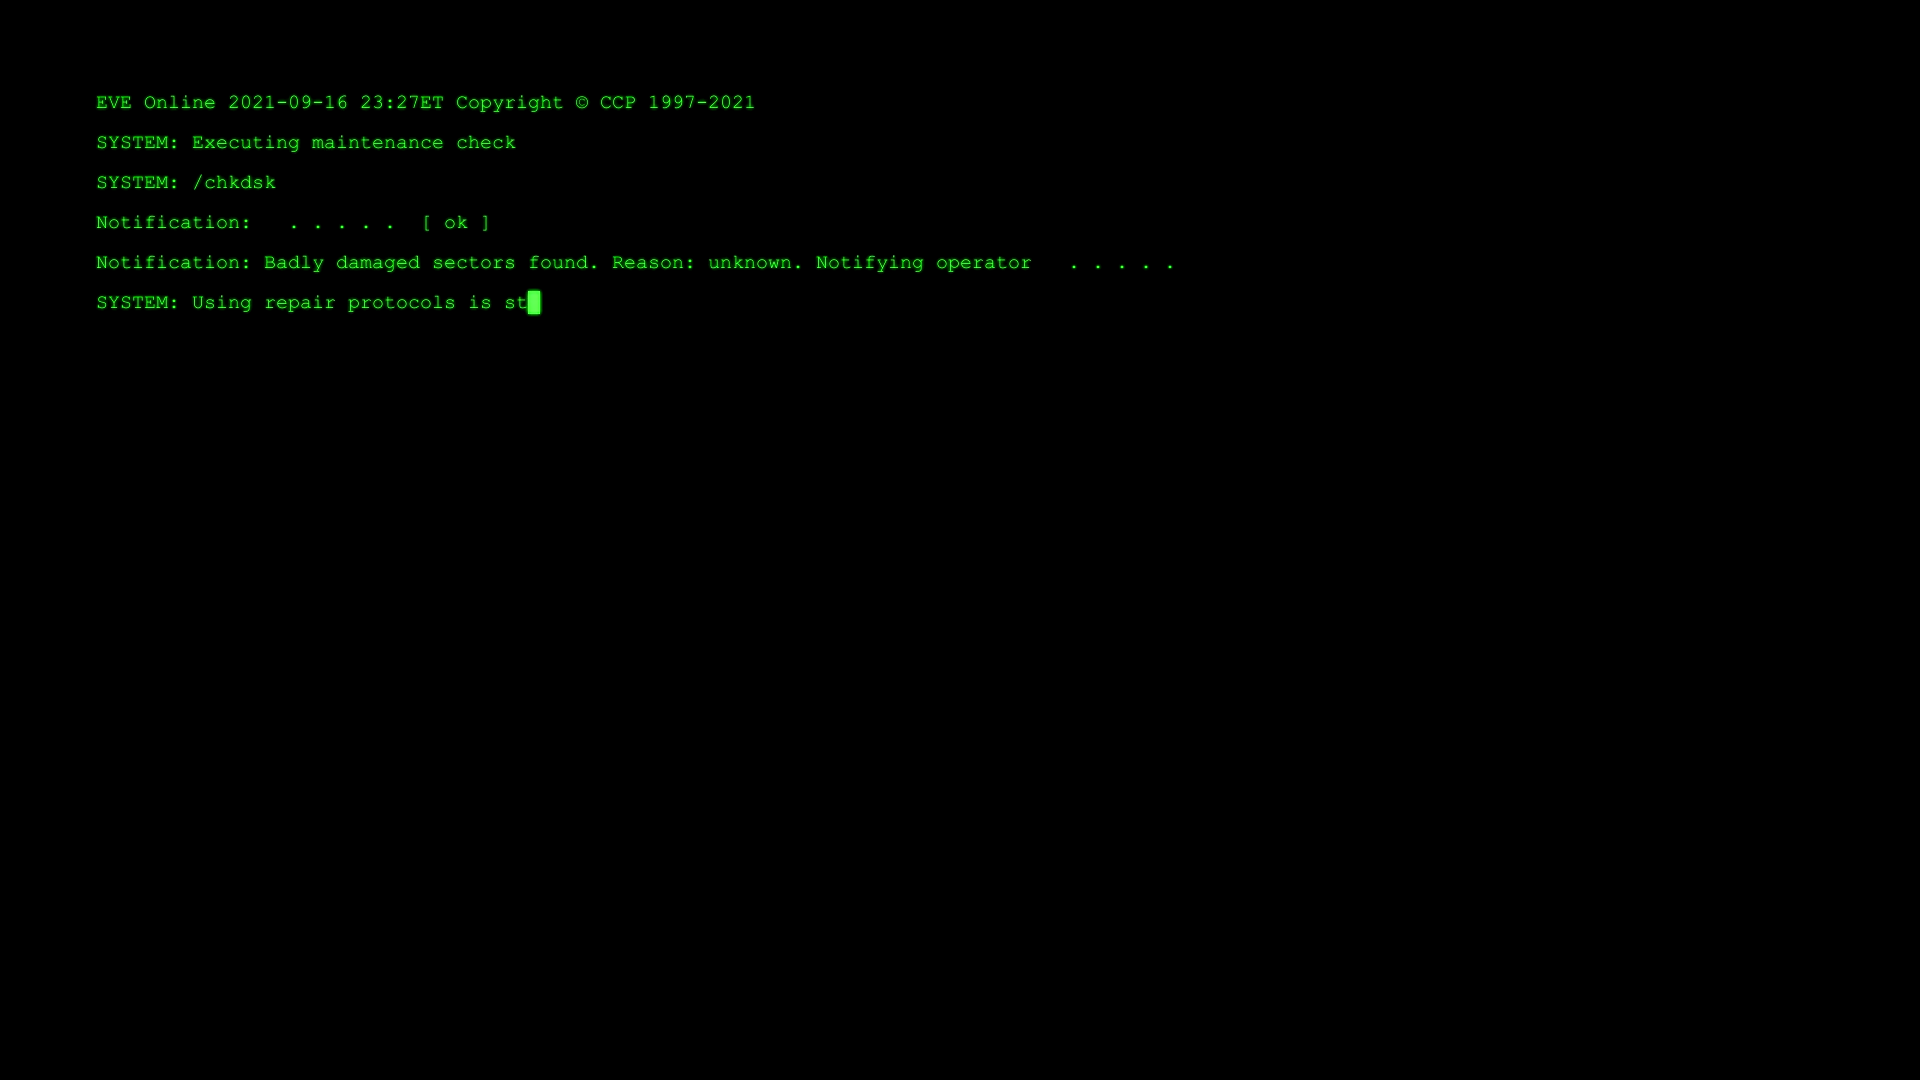 EVE Online 2021-09-16 23:27ET Copyright © CCP 1997-2021
SYSTEM: Executing maintenance check
SYSTEM: /chkdsk
Notification:   . . . . .  [ ok ]
Notification: Badly damaged sectors found. Reason: unknown. Notifying operator   . . . . .
SYSTEM: Using repair protocols is st